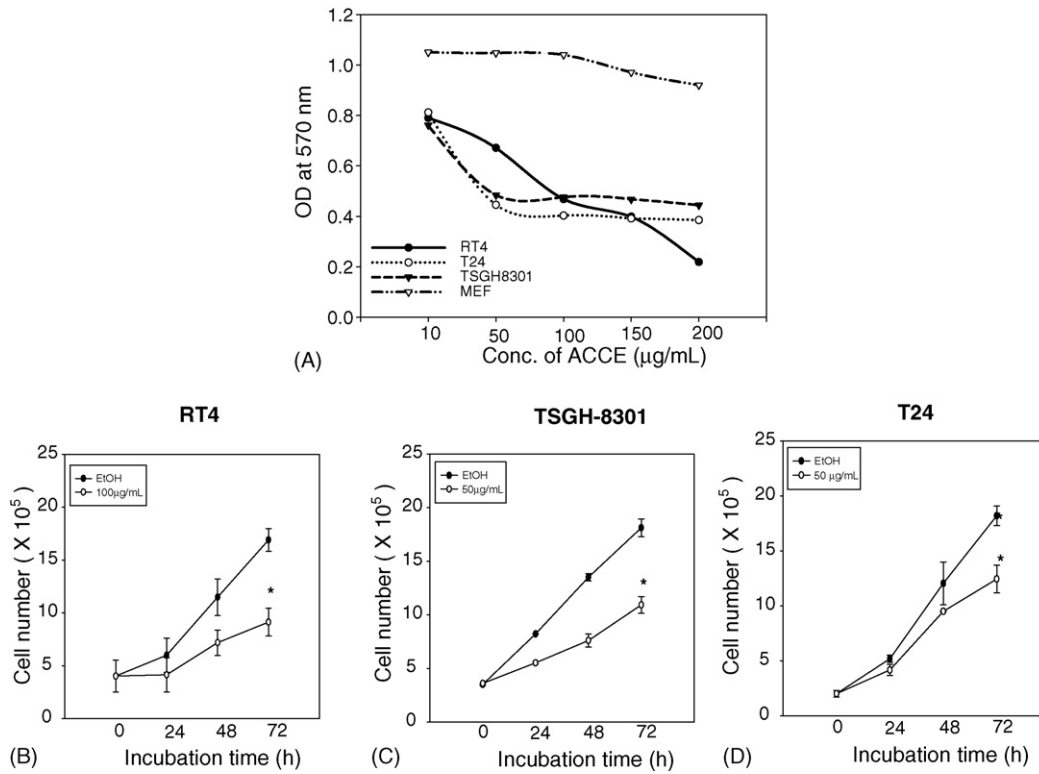 1.2
1.0
0.8
0.6
0.4
0.2
0.0
OD at 570 nm
RT4
T24
TSGH8301
MEF
10 50 100 150 200
Conc. of ACCE (μg/mL)
(A)
RT4
25
20
15
10
5
0
Cell number ( X 10⁵)
EtOH
100μg/mL
*
0 24 48 72
Incubation time (h)
(B)
TSGH-8301
25
20
15
10
5
0
Cell number ( X 10⁵)
EtOH
50μg/mL
*
0 24 48 72
Incubation time (h)
(C)
T24
25
20
15
10
5
0
Cell number ( X 10⁵)
EtOH
50 μg/mL
*
*
0 24 48 72
Incubation time (h)
(D)